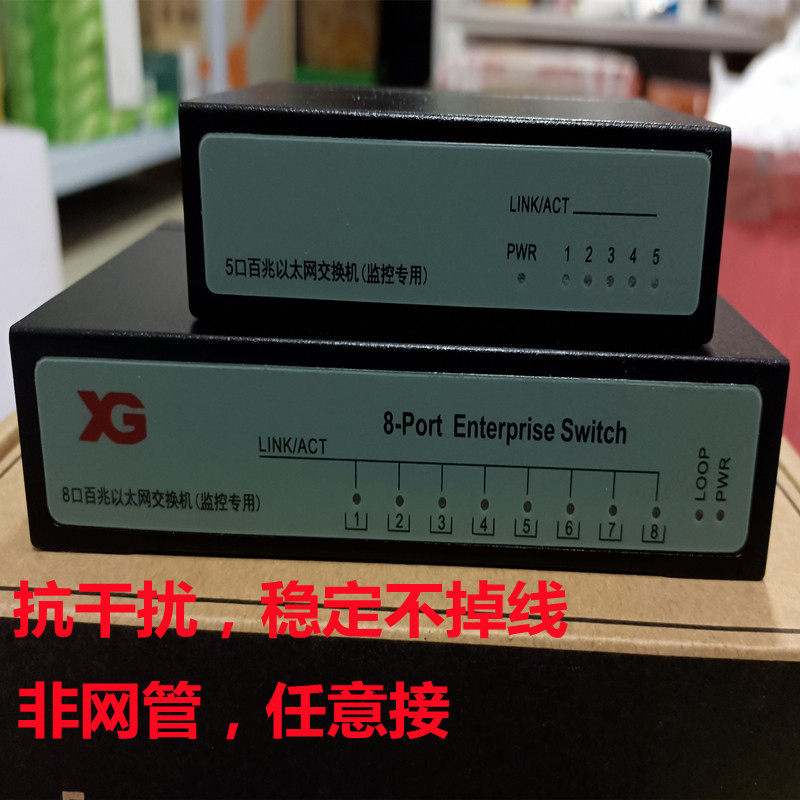 LINK/ACT
PWR 1 2 3 4 5
5口百兆以太网交换机(监控专用)
XG
8-Port Enterprise Switch
LINK/ACT
LOOP
PWR
8口百兆以太网交换机(监控专用)
1 2 3 4 5 6 7 8
抗干扰，稳定不掉线
非网管，任意接